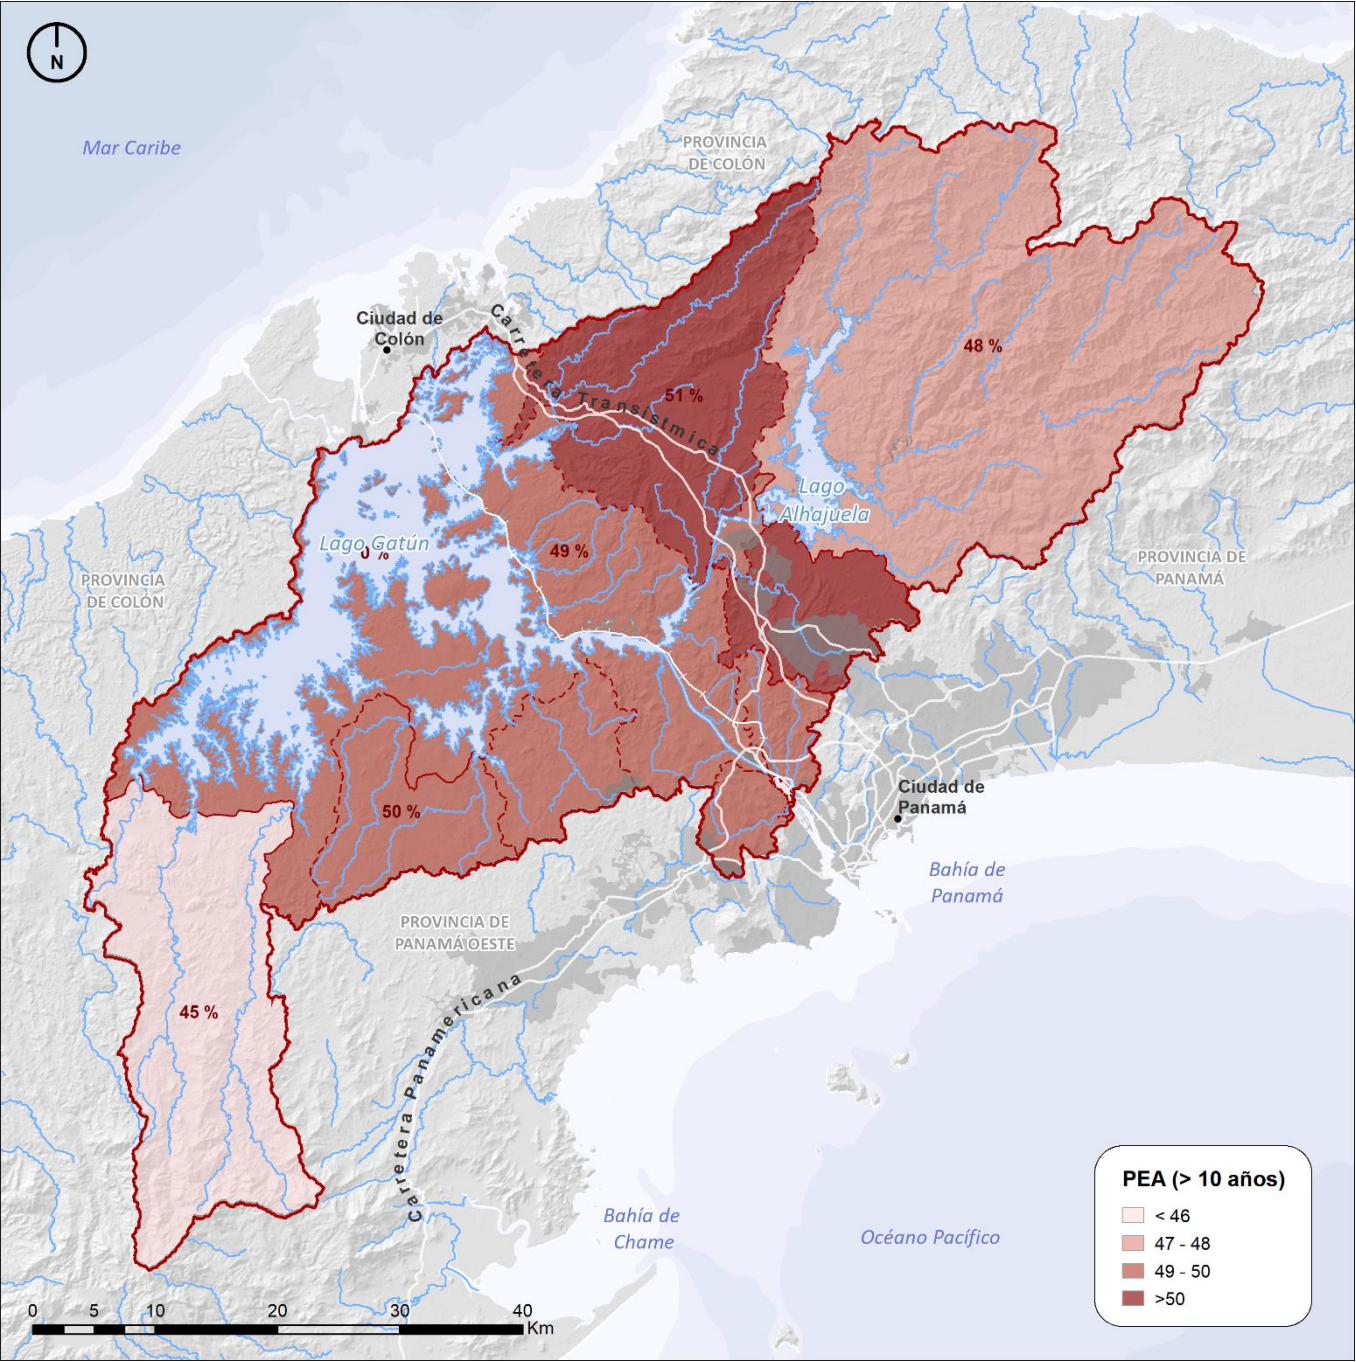 N
Mar Caribe
PROVINCIA
DE COLÓN
Ciudad de
Colón
Carretera Transístmica
48 %
51 %
Lago
Alhajuela
Lago Gatún
0 %
49 %
PROVINCIA
DE COLÓN
PROVINCIA DE
PANAMÁ
50 %
Ciudad de
Panamá
Bahía de
Panamá
PROVINCIA DE
PANAMÁ OESTE
45 %
Carretera Panamericana
Bahía de
Chame
Océano Pacífico
PEA (> 10 años)
< 46
47 - 48
49 - 50
>50
0 5 10 20 30 40
Km